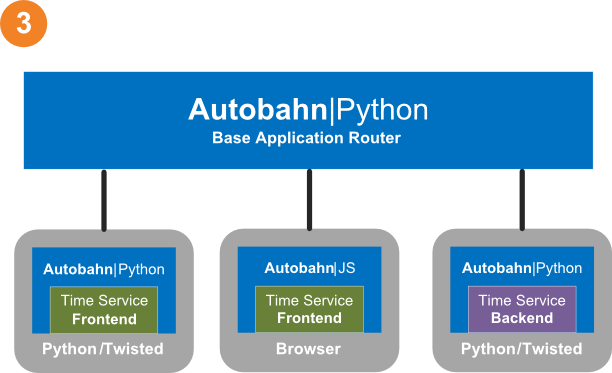 3
Autobahn|Python
Base Application Router
Autobahn|Python
Time Service
Frontend
Python/Twisted
Autobahn|JS
Time Service
Frontend
Browser
Autobahn|Python
Time Service
Backend
Python/Twisted